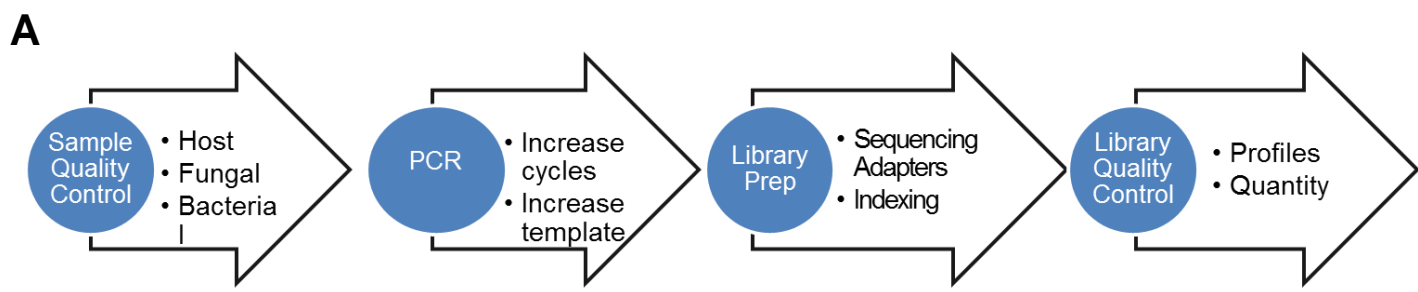 A
Sample
Quality
Control
• Host
• Fungal
• Bacteria
l
PCR
• Increase
cycles
• Increase
template
Library
Prep
• Sequencing
Adapters
• Indexing
Library
Quality
Control
• Profiles
• Quantity